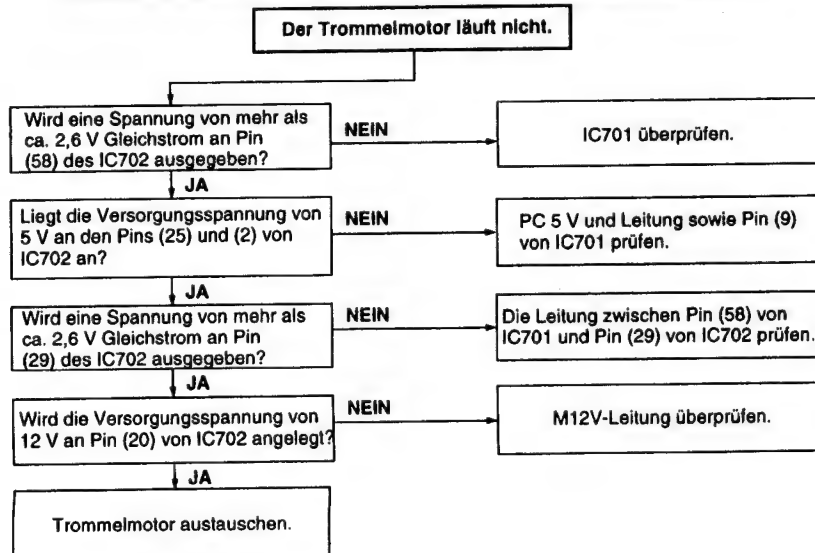 Der Trommelmotor läuft nicht.
Wird eine Spannung von mehr als
ca. 2,6 V Gleichstrom an Pin
(58) des IC702 ausgegeben?
NEIN
IC701 überprüfen.
JA
Liegt die Versorgungsspannung von
5 V an den Pins (25) und (2) von
IC702 an?
NEIN
PC 5 V und Leitung sowie Pin (9)
von IC701 prüfen.
JA
Wird eine Spannung von mehr als
ca. 2,6 V Gleichstrom an Pin
(29) des IC702 ausgegeben?
NEIN
Die Leitung zwischen Pin (58) von
IC701 und Pin (29) von IC702 prüfen.
JA
Wird die Versorgungsspannung von
12 V an Pin (20) von IC702 angelegt?
NEIN
M12V-Leitung überprüfen.
JA
Trommelmotor austauschen.